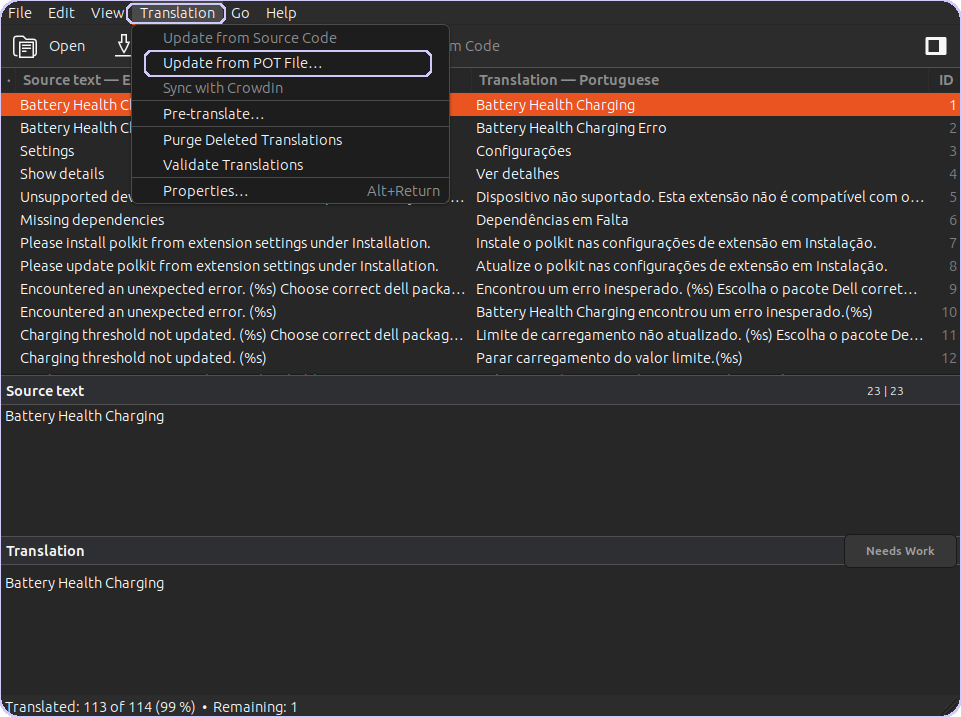 File Edit View Translation Go Help
Open m Code
Update from Source Code
Update from POT File…
Sync with Crowdin
Pre-translate…
Purge Deleted Translations
Validate Translations
Properties… Alt+Return
Source text — E Translation — Portuguese ID
Battery Health C Battery Health Charging 1
Battery Health C Battery Health Charging Erro 2
Settings Configurações 3
Show details Ver detalhes 4
Unsupported dev … Dispositivo não suportado. Esta extensão não é compatível com o… 5
Missing dependencies Dependências em Falta 6
Please install polkit from extension settings under Installation. Instale o polkit nas configurações de extensão em Instalação. 7
Please update polkit from extension settings under Installation. Atualize o polkit nas configurações de extensão em Instalação. 8
Encountered an unexpected error. (%s) Choose correct dell packa… Encontrou um erro inesperado. (%s) Escolha o pacote Dell corret… 9
Encountered an unexpected error. (%s) Battery Health Charging encontrou um erro inesperado.(%s) 10
Charging threshold not updated. (%s) Choose correct dell packag… Limite de carregamento não atualizado. (%s) Escolha o pacote De… 11
Charging threshold not updated. (%s) Parar carregamento do valor limite.(%s) 12
Source text 23 | 23
Battery Health Charging
Translation Needs Work
Battery Health Charging
Translated: 113 of 114 (99 %) • Remaining: 1